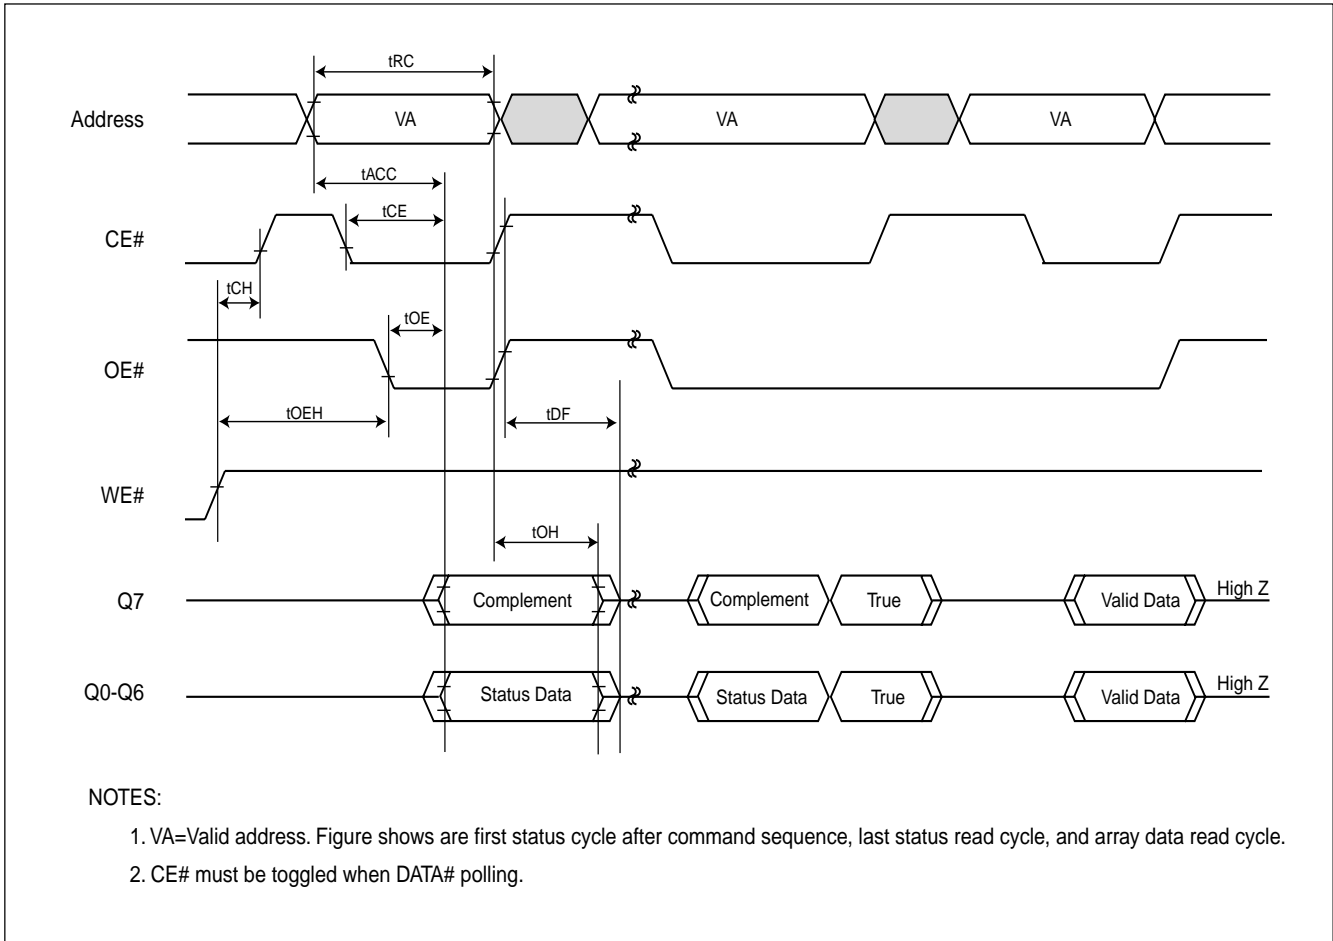 tRC
Address VA VA VA
tACC
tCE
CE#
tCH
tOE
OE#
tOEH tDF
WE#
tOH
Q7 Complement Complement True Valid Data High Z
Q0-Q6 Status Data Status Data True Valid Data High Z
NOTES:
1. VA=Valid address. Figure shows are first status cycle after command sequence, last status read cycle, and array data read cycle.
2. CE# must be toggled when DATA# polling.